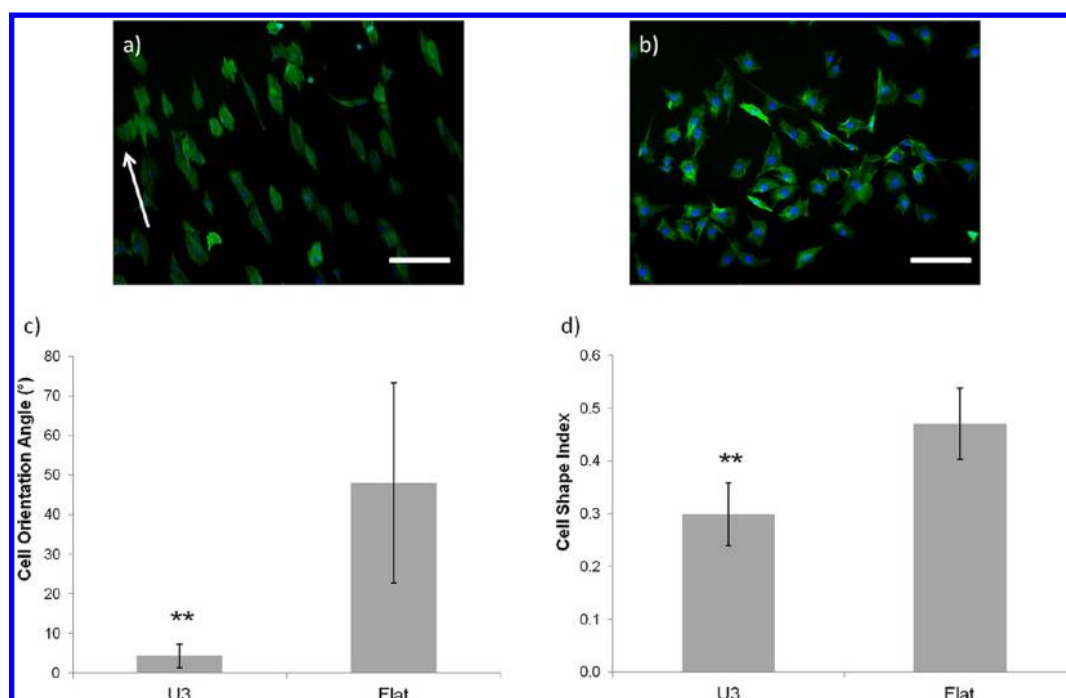 a)
b)
c)
Cell Orientation Angle (°)
80
70
60
50
40
30
20
10
0
**
U3
Flat
d)
Cell Shape Index
0.6
0.5
0.4
0.3
0.2
0.1
0.0
**
U3
Flat